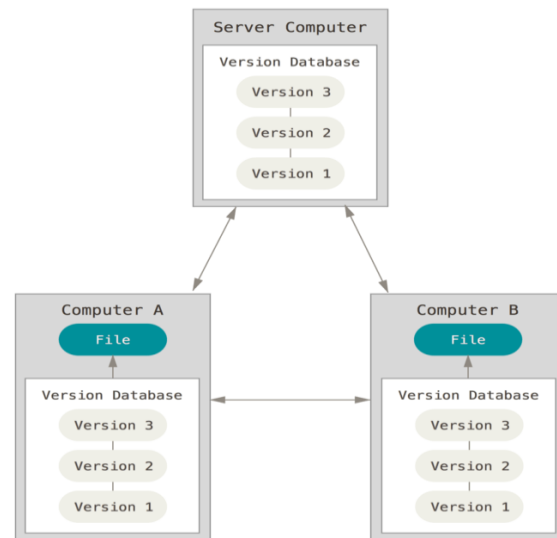 Server Computer
Version Database
Version 3
Version 2
Version 1
Computer A
File
Version Database
Version 3
Version 2
Version 1
Computer B
File
Version Database
Version 3
Version 2
Version 1